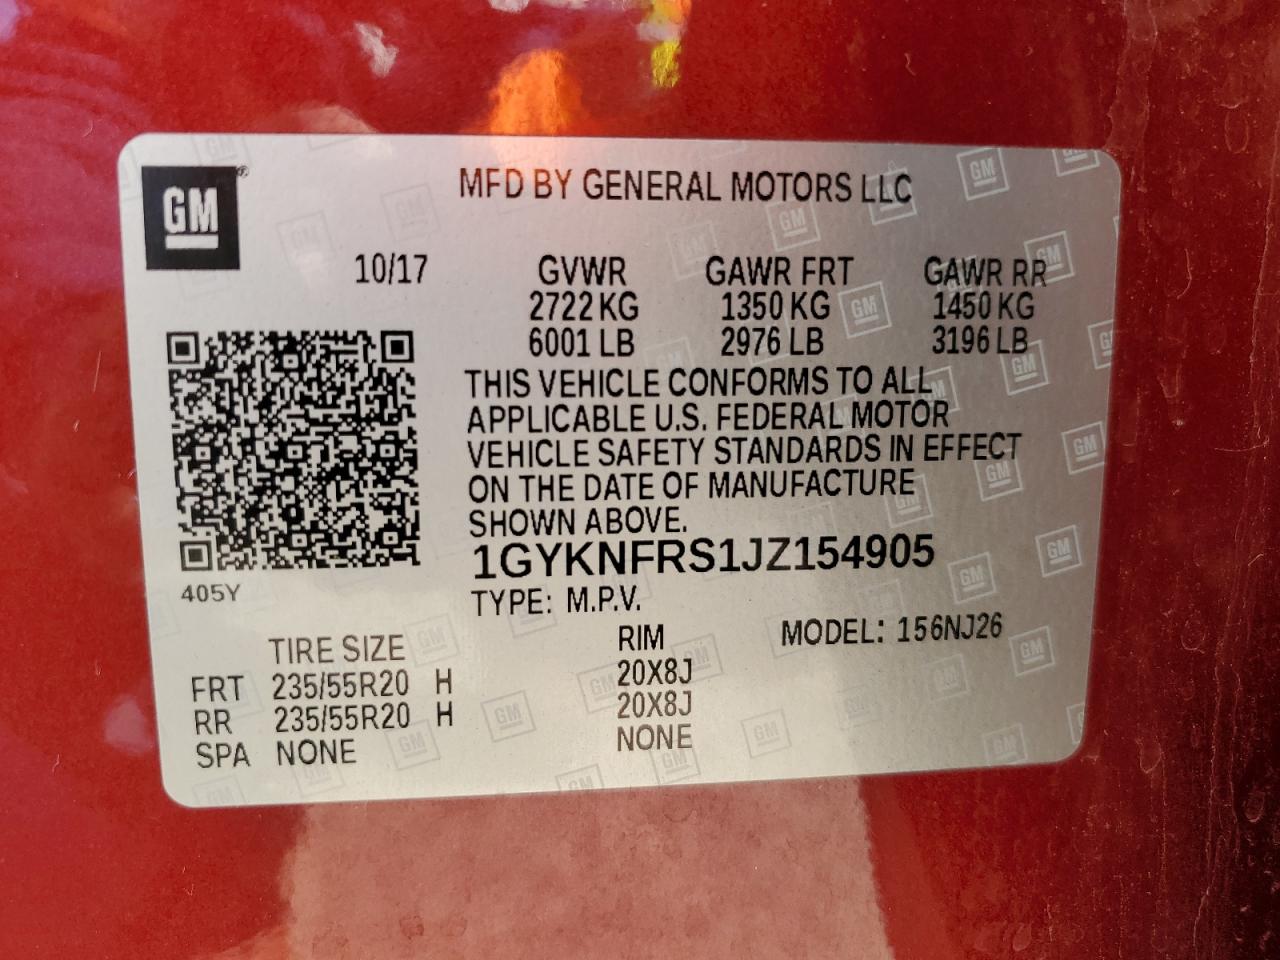 GM®
MFD BY GENERAL MOTORS LLC
10/17 GVWR GAWR FRT GAWR RR
2722 KG 1350 KG 1450 KG
6001 LB 2976 LB 3196 LB
THIS VEHICLE CONFORMS TO ALL
APPLICABLE U.S. FEDERAL MOTOR
VEHICLE SAFETY STANDARDS IN EFFECT
ON THE DATE OF MANUFACTURE
SHOWN ABOVE.
1GYKNFRS1JZ154905
405Y
TYPE: M.P.V.
TIRE SIZE RIM MODEL: 156NJ26
FRT 235/55R20 H 20X8J
RR 235/55R20 H 20X8J
SPA NONE NONE